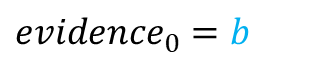 evidence₀ = b